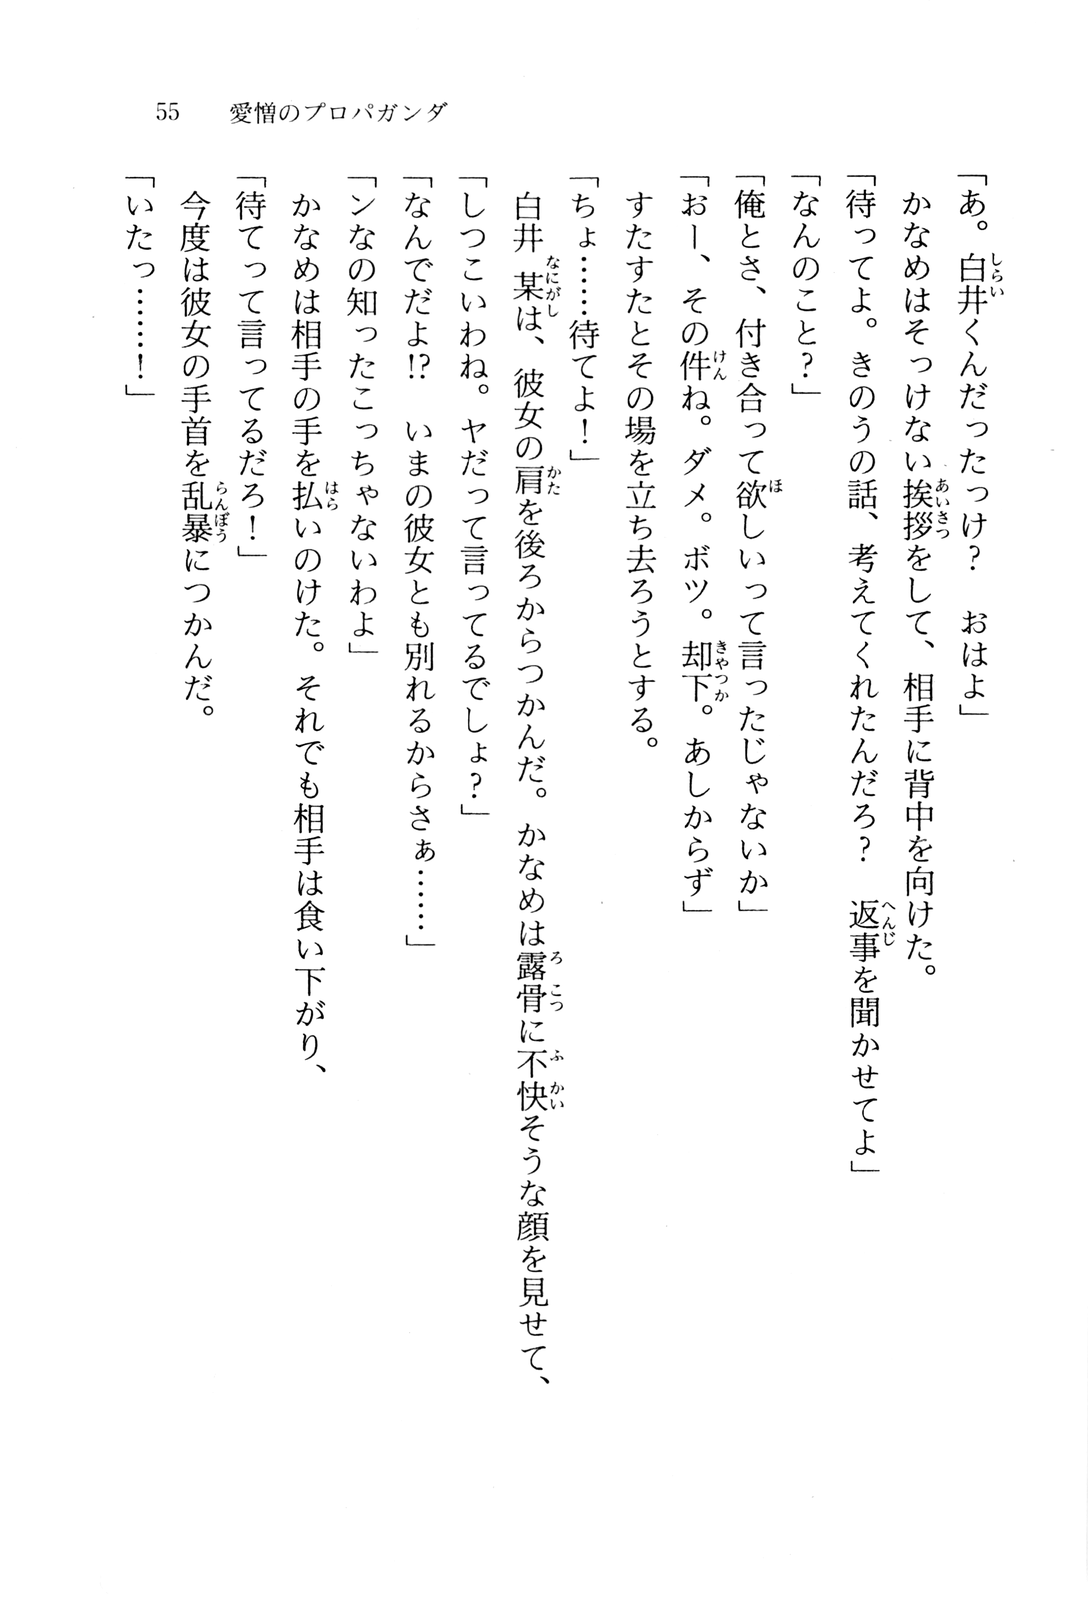 55　愛憎のプロパガンダ
「あ。白井くんだったっけ？　おはよ」
　かなめはそっけない挨拶をして、相手に背中を向けた。
「待ってよ。きのうの話、考えてくれたんだろ？　返事を聞かせてよ」
「なんのこと？」
「俺とさ、付き合って欲しいって言ったじゃないか」
「おー、その件ね。ダメ。ボツ。却下。あしからず」
　すたすたとその場を立ち去ろうとする。
「ちょ……待てよ！」
　白井某は、彼女の肩を後ろからつかんだ。かなめは露骨に不快そうな顔を見せて、
「しつこいわね。ヤだって言ってるでしょ？」
「なんでだよ!?　いまの彼女とも別れるからさぁ……」
「ンなの知ったこっちゃないわよ」
　かなめは相手の手を払いのけた。それでも相手は食い下がり、
「待てって言ってるだろ！」
　今度は彼女の手首を乱暴につかんだ。
「いたっ……！」